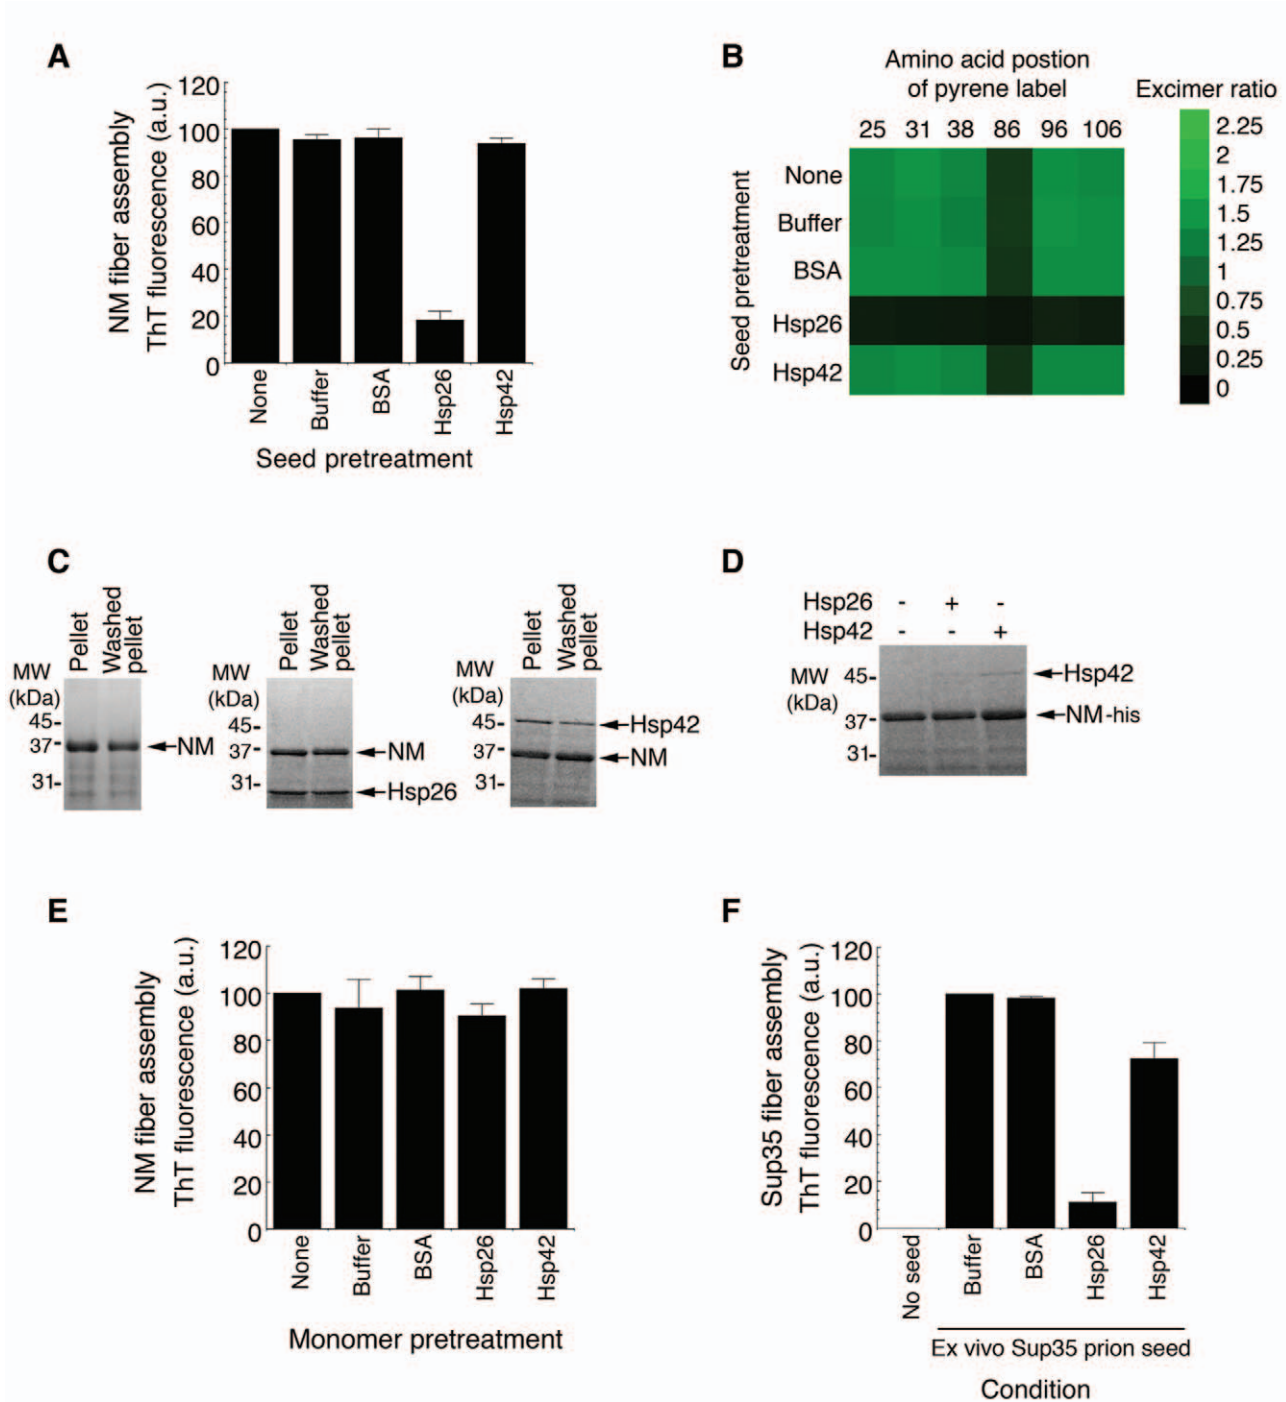 A
NM fiber assembly
ThT fluorescence (a.u.)
120
100
80
60
40
20
0
None
Buffer
BSA
Hsp26
Hsp42
Seed pretreatment
B
Amino acid postion
of pyrene label
25 31 38 86 96 106
Seed pretreatment
None
Buffer
BSA
Hsp26
Hsp42
Excimer ratio
2.25
2
1.75
1.5
1.25
1
0.75
0.5
0.25
0
C
Pellet
Washed
pellet
MW
(kDa)
45-
37-
31-
NM
Pellet
Washed
pellet
MW
(kDa)
45-
37-
31-
NM
Hsp26
Pellet
Washed
pellet
MW
(kDa)
45-
37-
31-
Hsp42
NM
D
Hsp26 - + -
Hsp42 - - +
MW
(kDa)
45-
37-
31-
Hsp42
NM-his
E
NM fiber assembly
ThT fluorescence (a.u.)
120
100
80
60
40
20
0
None
Buffer
BSA
Hsp26
Hsp42
Monomer pretreatment
F
Sup35 fiber assembly
ThT fluorescence (a.u.)
120
100
80
60
40
20
0
No seed
Buffer
BSA
Hsp26
Hsp42
Ex vivo Sup35 prion seed
Condition